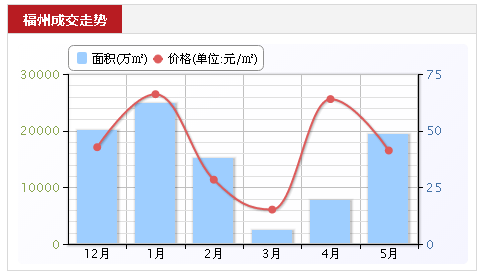 福州成交走势
面积(万㎡) 价格(单位:元/㎡)
30000 75
20000 50
10000 25
0 0
12月 1月 2月 3月 4月 5月